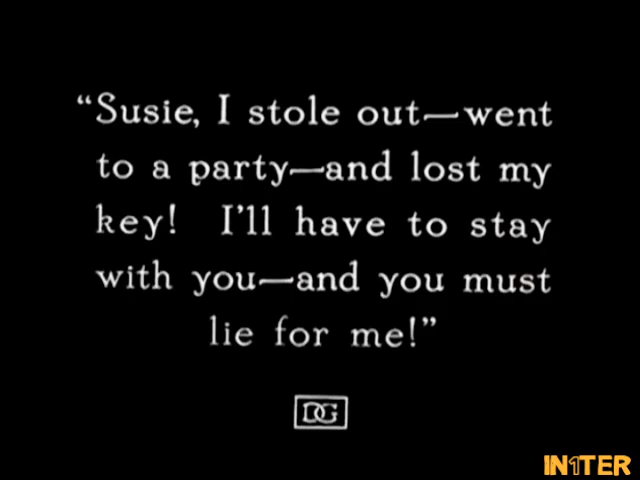 “Susie, I stole out—went
to a party—and lost my
key! I'll have to stay
with you—and you must
lie for me!”
DG
IN1TER